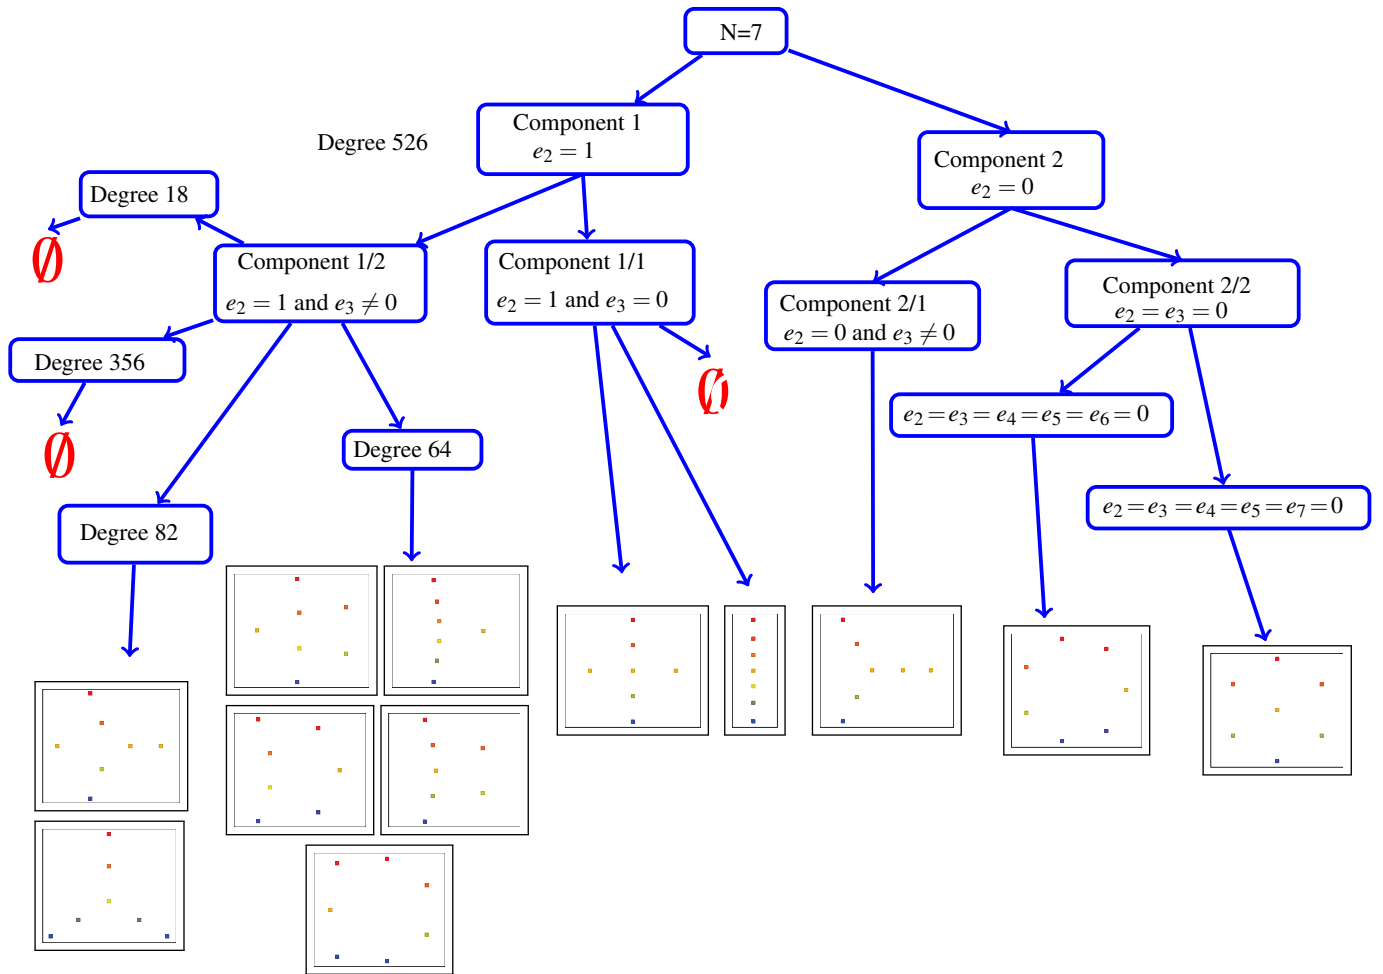 N=7
Component 1
e₂ = 1
Degree 526
Component 2
e₂ = 0
Degree 18
∅
Component 1/2
e₂ = 1 and e₃ ≠ 0
Component 1/1
e₂ = 1 and e₃ = 0
Component 2/1
e₂ = 0 and e₃ ≠ 0
Component 2/2
e₂ = e₃ = 0
Degree 356
∅
∅
e₂ = e₃ = e₄ = e₅ = e₆ = 0
Degree 64
e₂ = e₃ = e₄ = e₅ = e₇ = 0
Degree 82